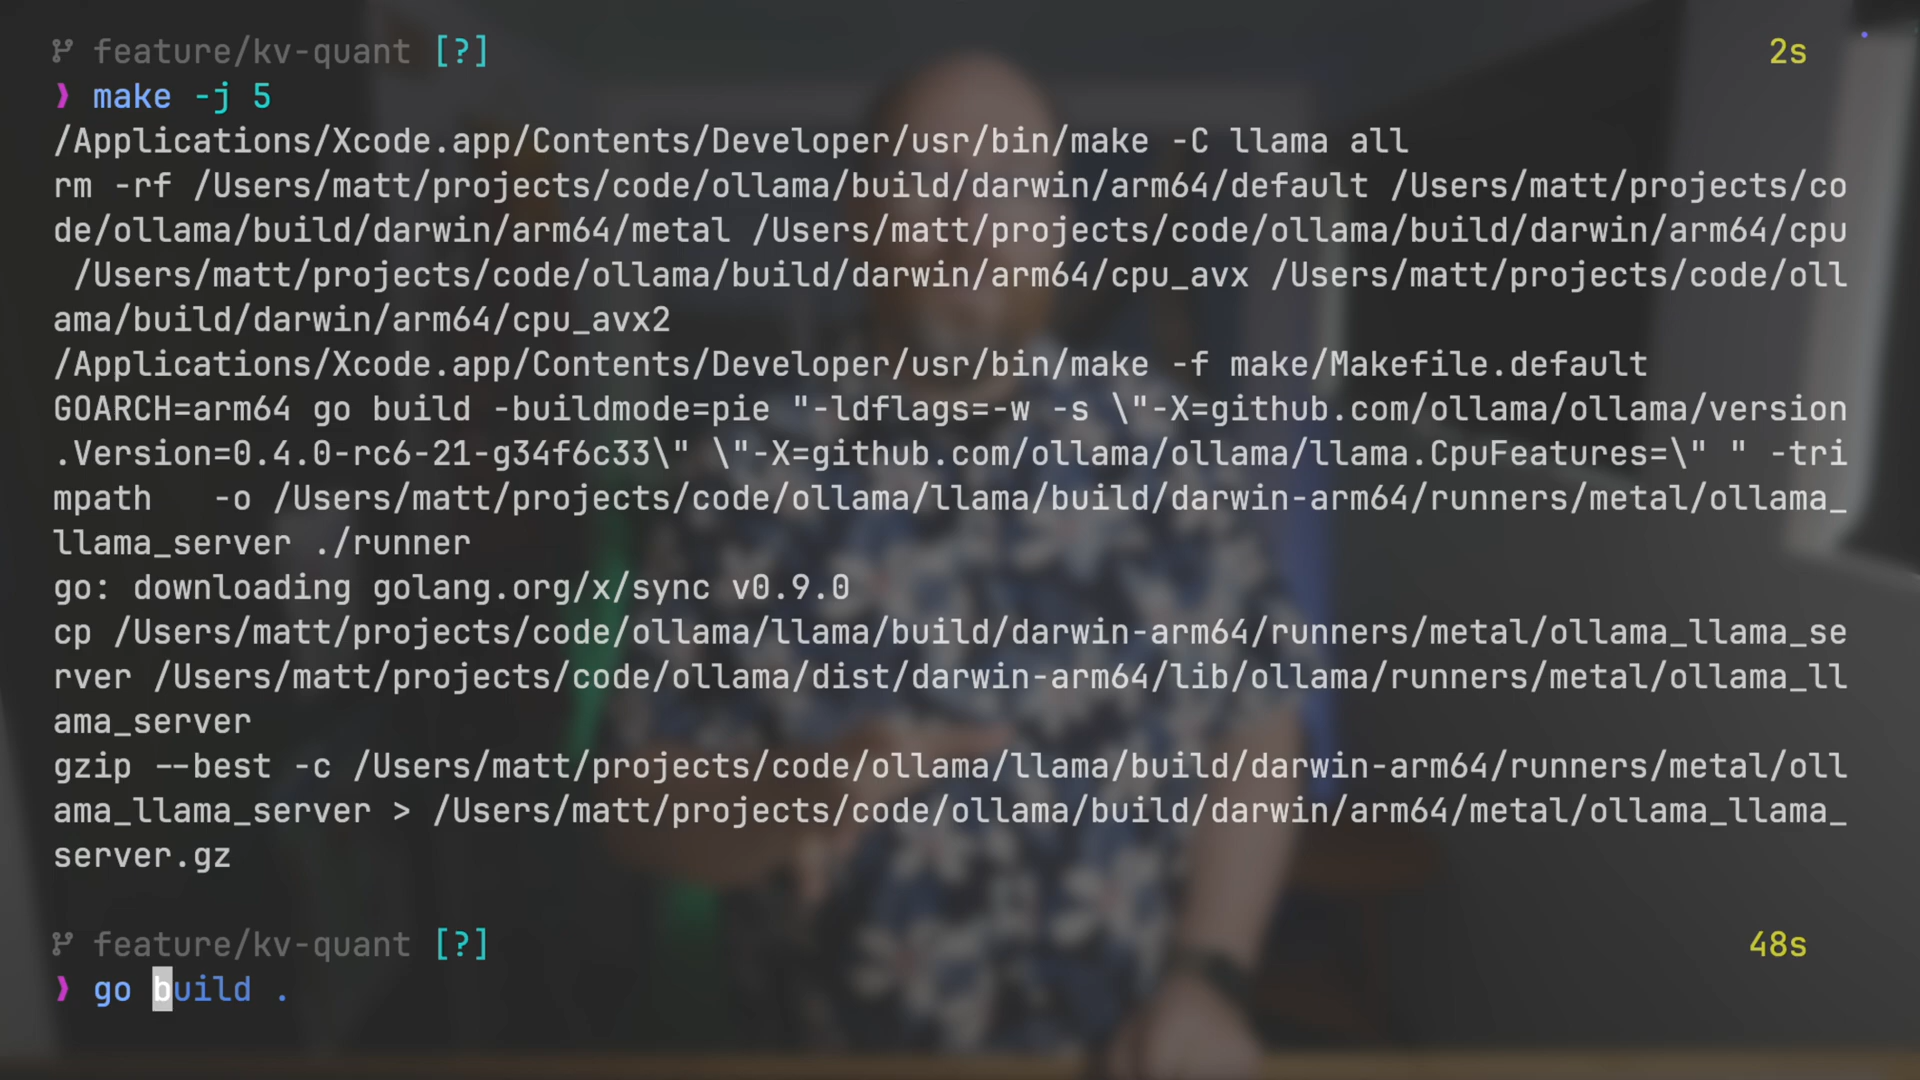 feature/kv-quant [?] 2s
❯ make -j 5
/Applications/Xcode.app/Contents/Developer/usr/bin/make -C llama all
rm -rf /Users/matt/projects/code/ollama/build/darwin/arm64/default /Users/matt/projects/co
de/ollama/build/darwin/arm64/metal /Users/matt/projects/code/ollama/build/darwin/arm64/cpu
 /Users/matt/projects/code/ollama/build/darwin/arm64/cpu_avx /Users/matt/projects/code/oll
ama/build/darwin/arm64/cpu_avx2
/Applications/Xcode.app/Contents/Developer/usr/bin/make -f make/Makefile.default
GOARCH=arm64 go build -buildmode=pie "-ldflags=-w -s \"-X=github.com/ollama/ollama/version
.Version=0.4.0-rc6-21-g34f6c33\" \"-X=github.com/ollama/ollama/llama.CpuFeatures=\" " -tri
mpath   -o /Users/matt/projects/code/ollama/llama/build/darwin-arm64/runners/metal/ollama_
llama_server ./runner
go: downloading golang.org/x/sync v0.9.0
cp /Users/matt/projects/code/ollama/llama/build/darwin-arm64/runners/metal/ollama_llama_se
rver /Users/matt/projects/code/ollama/dist/darwin-arm64/lib/ollama/runners/metal/ollama_ll
ama_server
gzip --best -c /Users/matt/projects/code/ollama/llama/build/darwin-arm64/runners/metal/oll
ama_llama_server > /Users/matt/projects/code/ollama/build/darwin/arm64/metal/ollama_llama_
server.gz
feature/kv-quant [?] 48s
❯ go build .